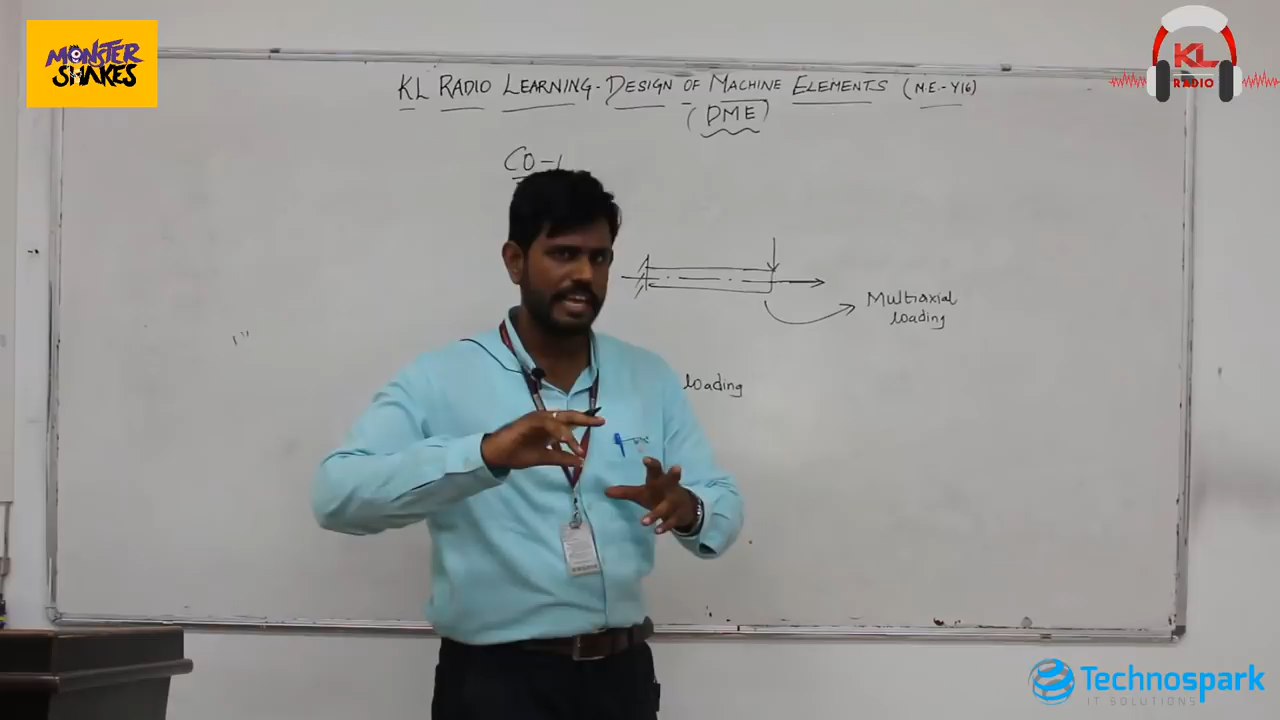 MONSTER
SHAKES
KL RADIO LEARNING-DESIGN OF MACHINE ELEMENTS (M.E.-Y16)
(DME)
KL
RADIO
CO-1
Multiaxial
loading
loading
Technospark
IT SOLUTIONS